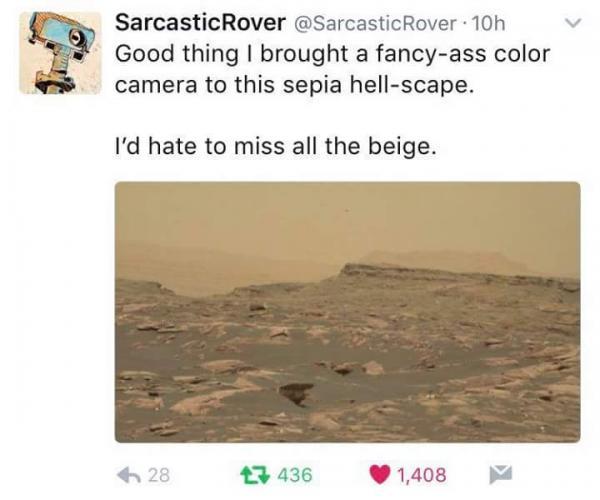 SarcasticRover @SarcasticRover · 10h
Good thing I brought a fancy-ass color
camera to this sepia hell-scape.
I'd hate to miss all the beige.
28 436 1,408